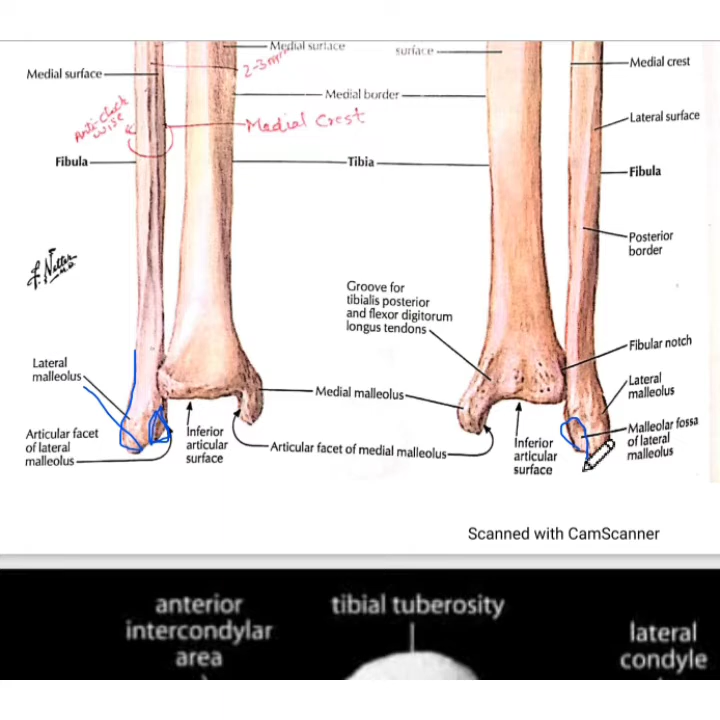 Medial surface
surface
Medial surface
2-3m
Medial border
Anti-clock
wise
Medial Crest
Fibula
Tibia
Medial crest
Lateral surface
Fibula
Posterior
border
F. Netter
M.D.
Groove for
tibialis posterior
and flexor digitorum
longus tendons
Fibular notch
Lateral
malleolus
Medial malleolus
Lateral
malleolus
Articular facet
of lateral
malleolus
Inferior
articular
surface
Articular facet of medial malleolus
Inferior
articular
surface
Malleolar fossa
of lateral
malleolus
Scanned with CamScanner
anterior
intercondylar
area
tibial tuberosity
lateral
condyle